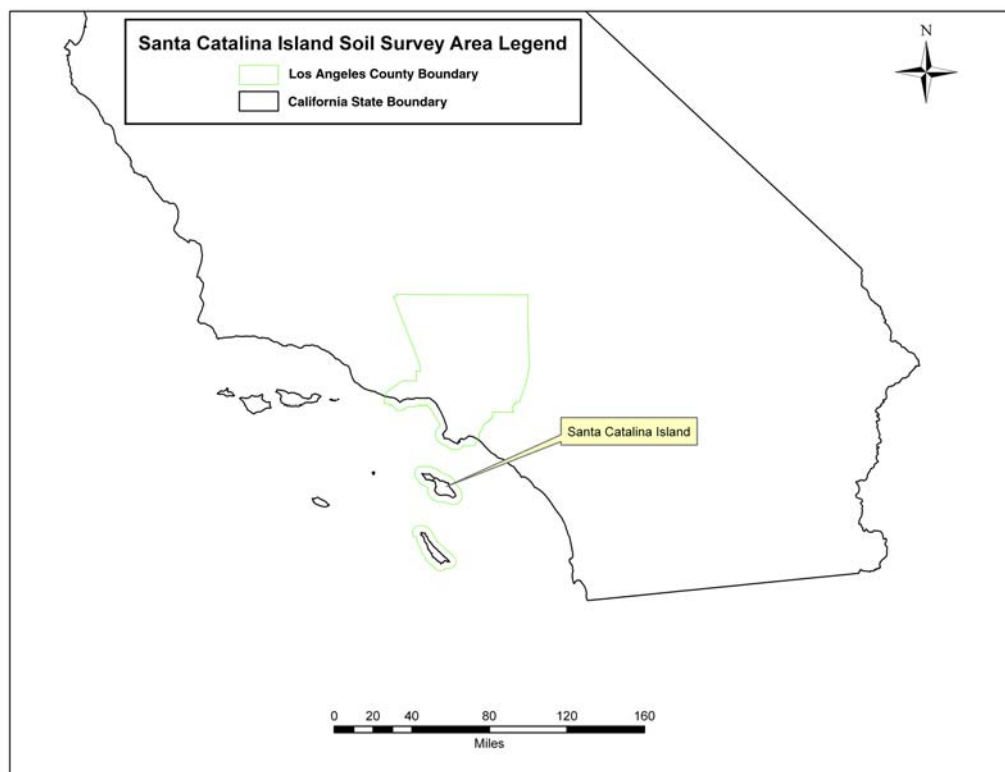 Santa Catalina Island Soil Survey Area Legend
Los Angeles County Boundary
California State Boundary
N
Santa Catalina Island
0 20 40 80 120 160
Miles